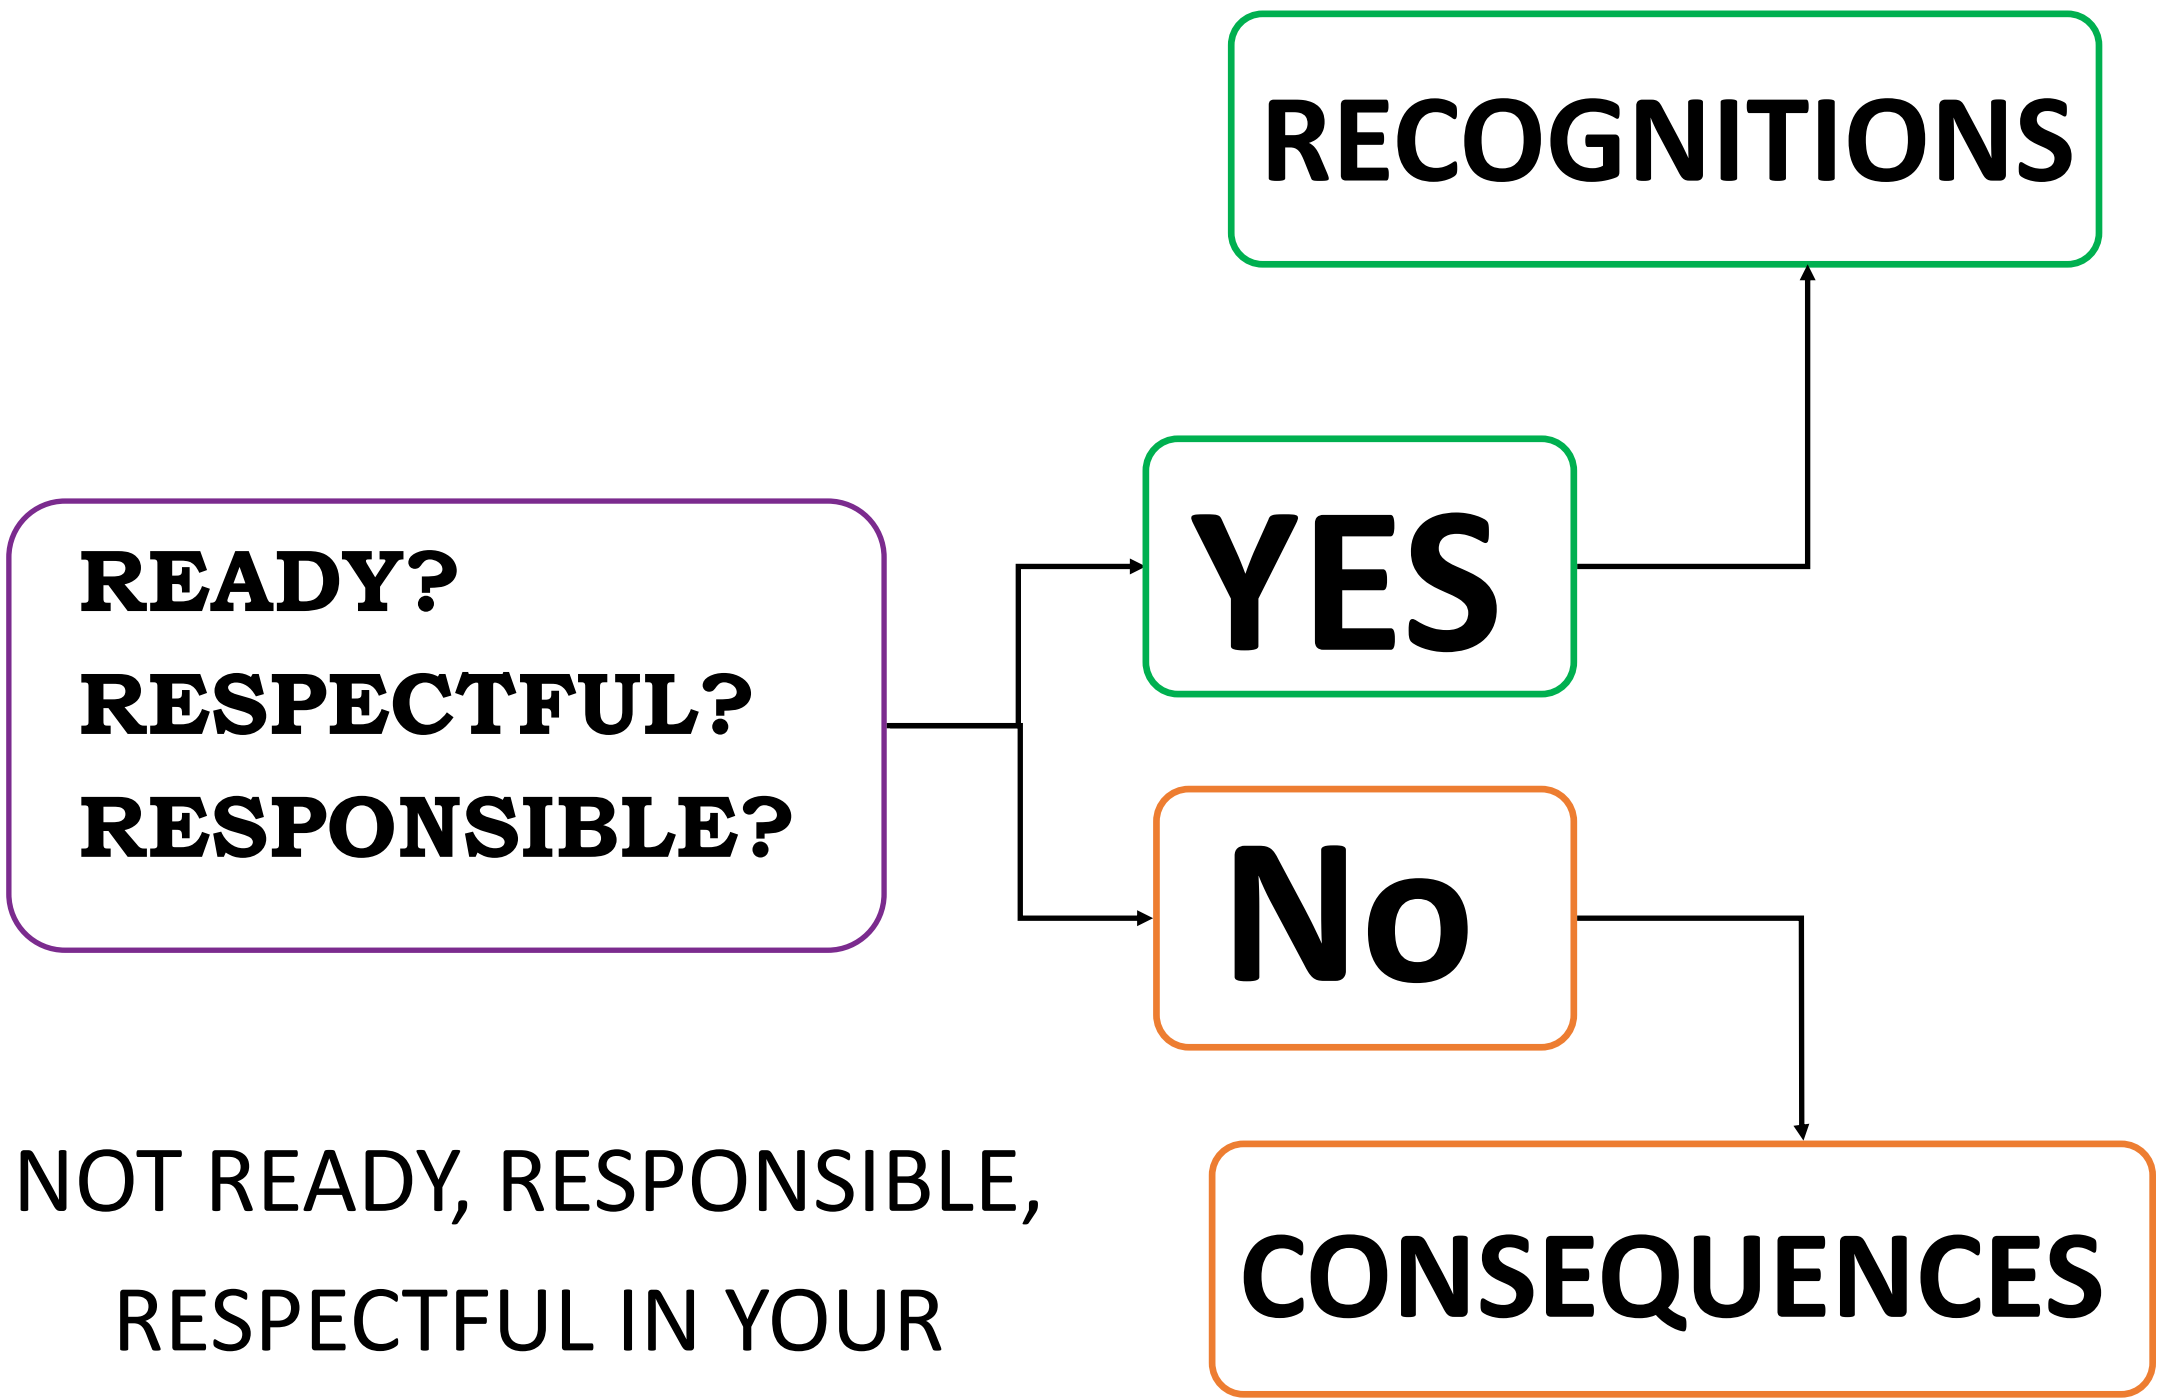 RECOGNITIONS
READY?
RESPECTFUL?
RESPONSIBLE?
YES
No
NOT READY, RESPONSIBLE,
RESPECTFUL IN YOUR
CONSEQUENCES